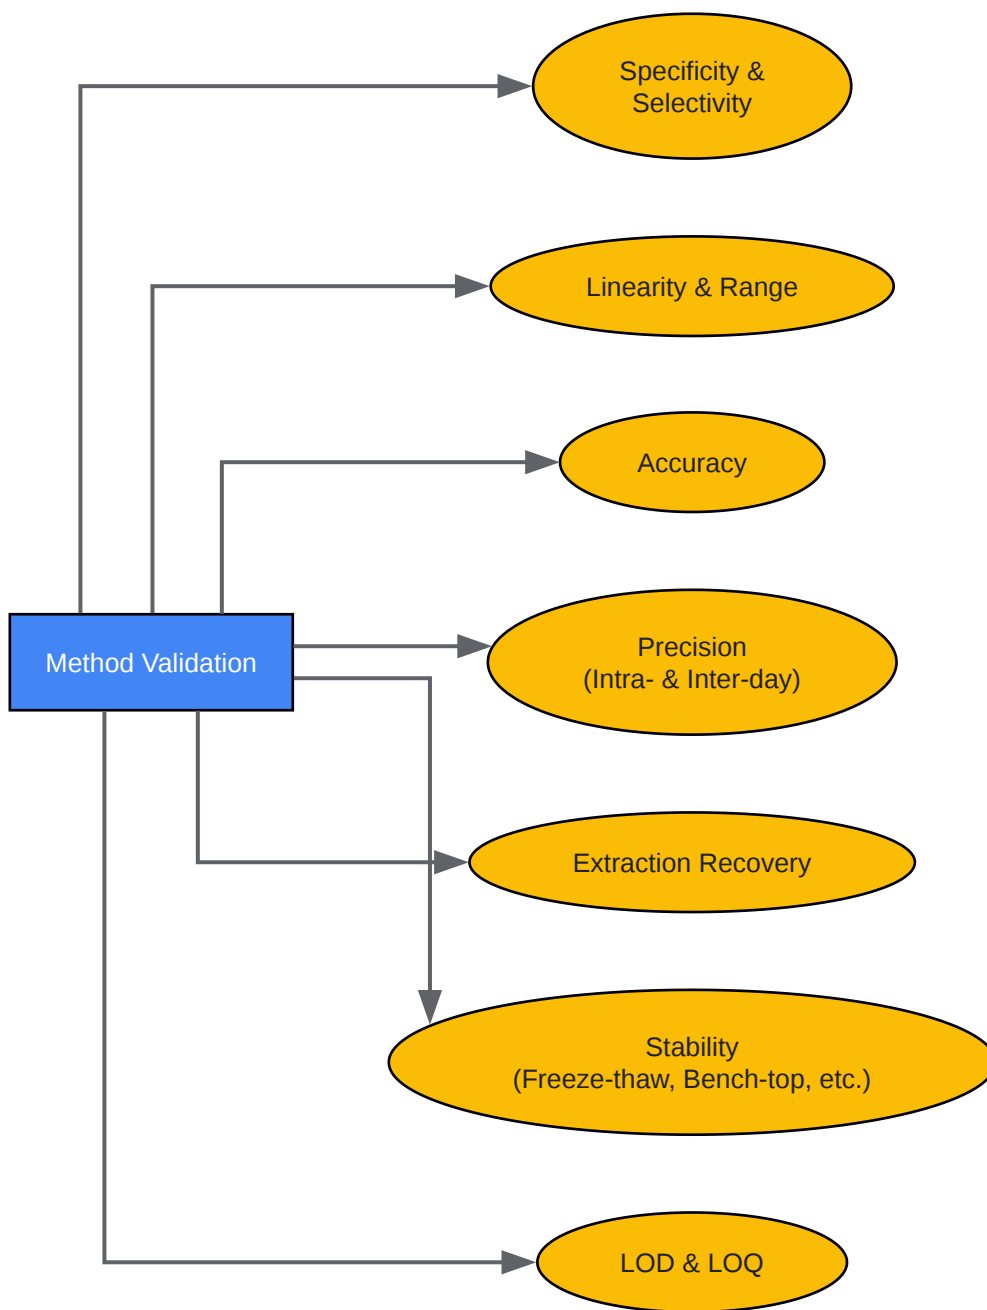 Specificity &
Selectivity
Linearity & Range
Accuracy
Method Validation
Precision
(Intra- & Inter-day)
Extraction Recovery
Stability
(Freeze-thaw, Bench-top, etc.)
LOD & LOQ